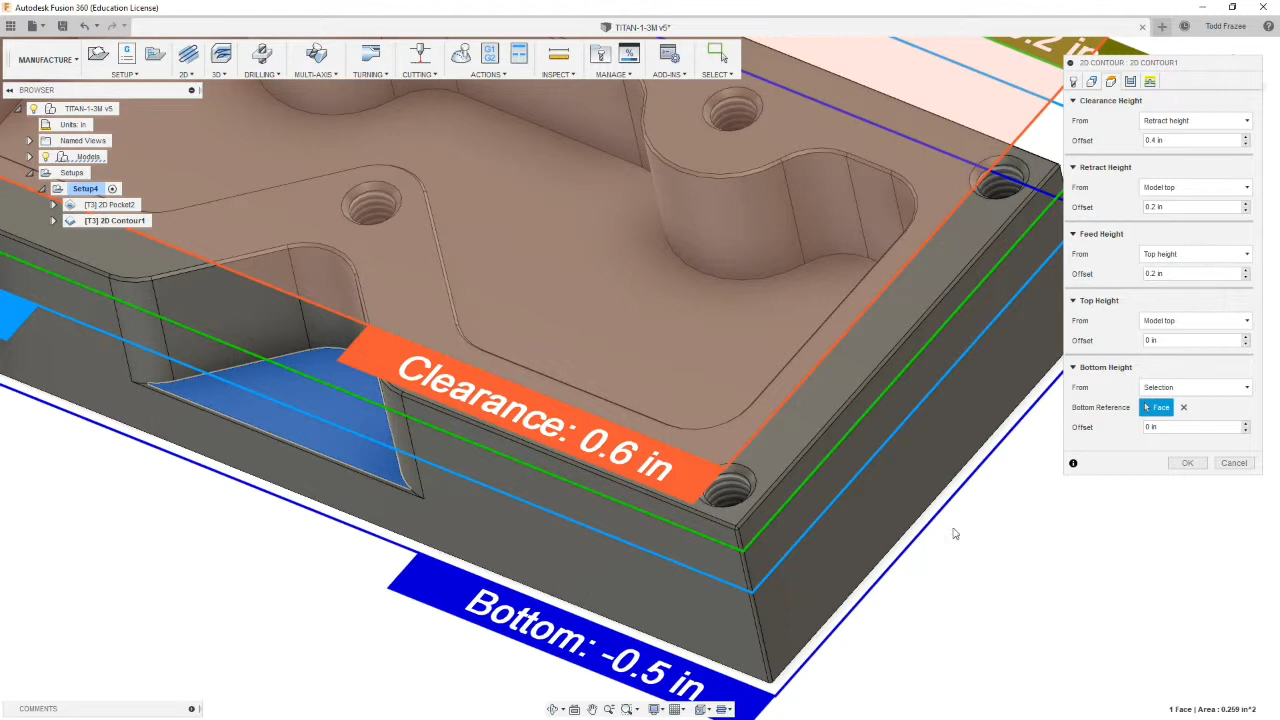 Autodesk Fusion 360 (Education License)
TITAN-1-3M v5*
Todd Frazee
MANUFACTURE
G
G1
G2
%
SETUP
2D
3D
DRILLING
MULTI-AXIS
TURNING
CUTTING
ACTIONS
INSPECT
MANAGE
ADD-INS
SELECT
BROWSER
TITAN-1-3M v5
Units: in
Named Views
Models
Setups
Setup4
[T3] 2D Pocket2
[T3] 2D Contour1
0.2 in
Clearance: 0.6 in
Bottom: -0.5 in
2D CONTOUR : 2D CONTOUR1
Clearance Height
From Retract height
Offset 0.4 in
Retract Height
From Model top
Offset 0.2 in
Feed Height
From Top height
Offset 0.2 in
Top Height
From Model top
Offset 0 in
Bottom Height
From Selection
Bottom Reference Face
Offset 0 in
OK Cancel
COMMENTS
1 Face | Area : 0.259 in^2